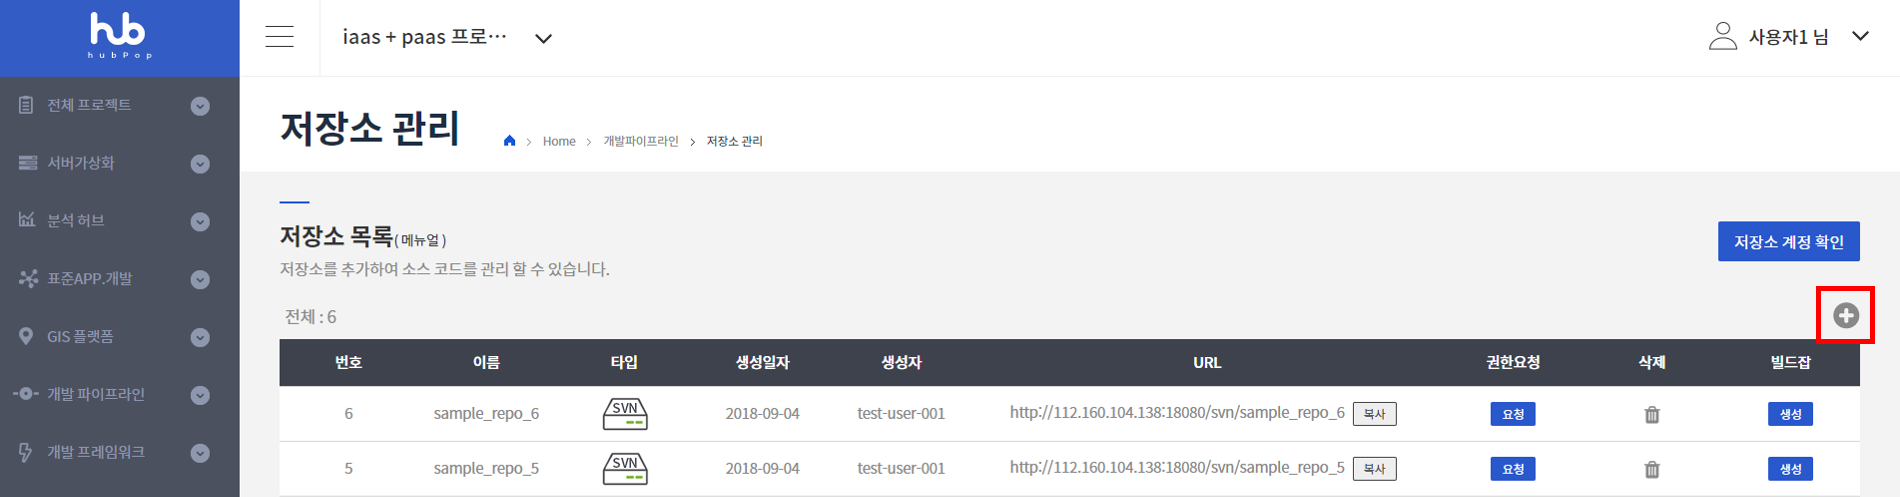 hub
hubPop
iaas + paas 프로…
사용자1 님
전체 프로젝트
서버가상화
분석 허브
표준APP.개발
GIS 플랫폼
개발 파이프라인
개발 프레임워크
저장소 관리
Home > 개발파이프라인 > 저장소 관리
저장소 목록( 메뉴얼 )
저장소 계정 확인
저장소를 추가하여 소스 코드를 관리 할 수 있습니다.
전체 : 6
번호 이름 타입 생성일자 생성자 URL 권한요청 삭제 빌드잡
6 sample_repo_6 SVN 2018-09-04 test-user-001 http://112.160.104.138:18080/svn/sample_repo_6 복사 요청 생성
5 sample_repo_5 SVN 2018-09-04 test-user-001 http://112.160.104.138:18080/svn/sample_repo_5 복사 요청 생성